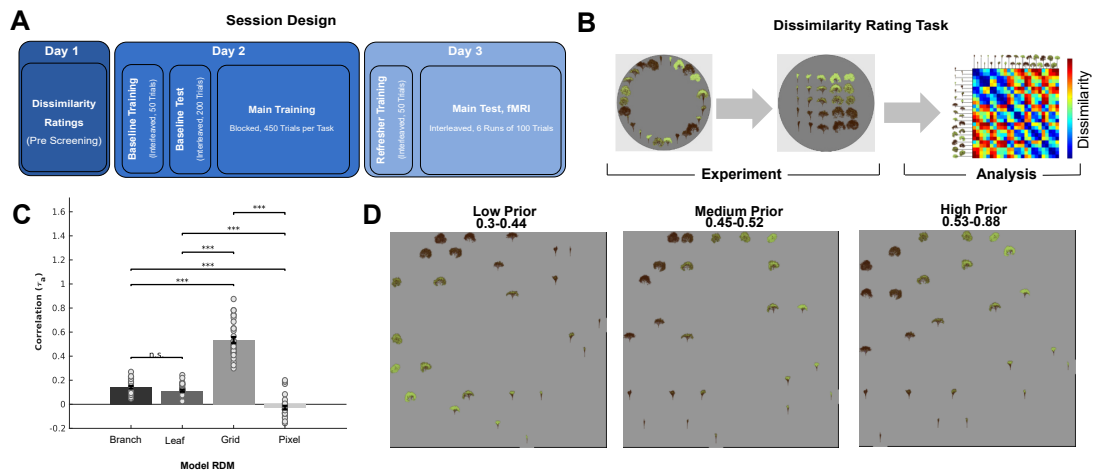 A
Session Design
Day 1
Dissimilarity
Ratings
(Pre Screening)
Day 2
Baseline Training
(Interleaved, 50 Trials)
Baseline Test
(Interleaved, 200 Trials)
Main Training
Blocked, 450 Trials per Task
Day 3
Refresher Training
(Interleaved, 50 Trials)
Main Test, fMRI
Interleaved, 6 Runs of 100 Trials
B
Dissimilarity Rating Task
Dissimilarity
Experiment
Analysis
C
Correlation (τa)
1.6
1.4
1.2
1
0.8
0.6
0.4
0.2
0
-0.2
***
***
***
***
***
n.s.
Branch
Leaf
Grid
Pixel
Model RDM
D
Low Prior
0.3-0.44
Medium Prior
0.45-0.52
High Prior
0.53-0.88